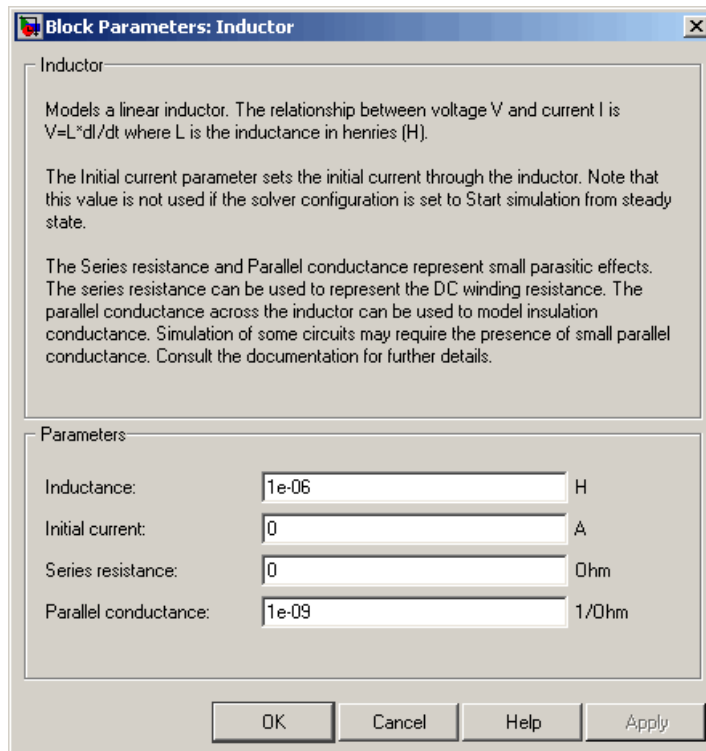 Block Parameters: Inductor
Inductor
Models a linear inductor. The relationship between voltage V and current I is
V=L*dI/dt where L is the inductance in henries (H).
The Initial current parameter sets the initial current through the inductor. Note that
this value is not used if the solver configuration is set to Start simulation from steady
state.
The Series resistance and Parallel conductance represent small parasitic effects.
The series resistance can be used to represent the DC winding resistance. The
parallel conductance across the inductor can be used to model insulation
conductance. Simulation of some circuits may require the presence of small parallel
conductance. Consult the documentation for further details.
Parameters
Inductance: 1e-06 H
Initial current: 0 A
Series resistance: 0 Ohm
Parallel conductance: 1e-09 1/Ohm
OK Cancel Help Apply